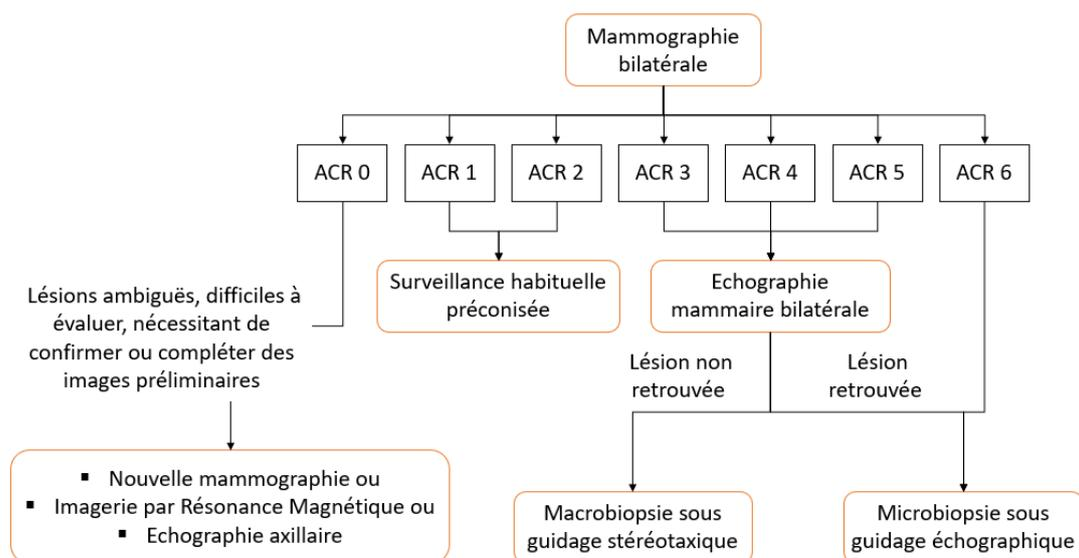 Mammographie
bilatérale
ACR 0
ACR 1
ACR 2
ACR 3
ACR 4
ACR 5
ACR 6
Surveillance habituelle
préconisée
Echographie
mammaire bilatérale
Lésions ambiguës, difficiles à
évaluer, nécessitant de
confirmer ou compléter des
images préliminaires
Lésion non
retrouvée
Lésion
retrouvée
▪ Nouvelle mammographie ou
▪ Imagerie par Résonance Magnétique ou
▪ Echographie axillaire
Macrobiopsie sous
guidage stéréotaxique
Microbiopsie sous
guidage échographique